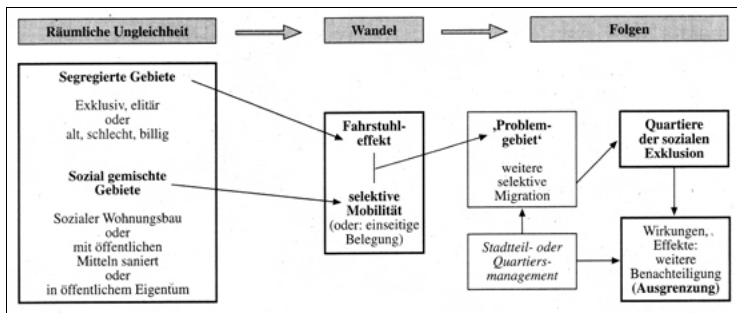 Räumliche Ungleichheit
Wandel
Folgen
Segregierte Gebiete
Exklusiv, elitär
oder
alt, schlecht, billig
Sozial gemischte
Gebiete
Sozialer Wohnungsbau
oder
mit öffentlichen
Mitteln saniert
oder
in öffentlichem Eigentum
Fahrstuhl-
effekt
selektive
Mobilität
(oder: einseitige
Belegung)
‚Problem-
gebiet‘
weitere
selektive
Migration
Stadtteil- oder
Quartiers-
management
Quartiere
der sozialen
Exklusion
Wirkungen,
Effekte:
weitere
Benachteiligung
(Ausgrenzung)